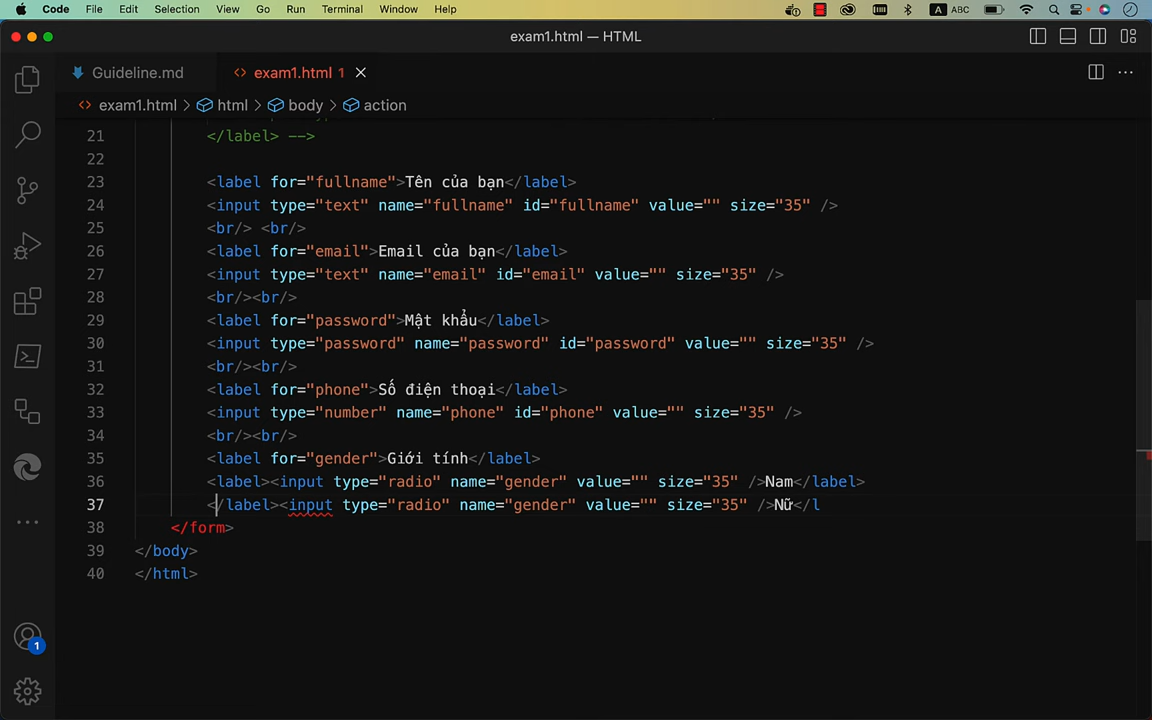 Code File Edit Selection View Go Run Terminal Window Help A ABC
exam1.html — HTML
Guideline.md exam1.html 1
exam1.html > html > body > action
21 </label> -->
22
23 <label for="fullname">Tên của bạn</label>
24 <input type="text" name="fullname" id="fullname" value="" size="35" />
25 <br/> <br/>
26 <label for="email">Email của bạn</label>
27 <input type="text" name="email" id="email" value="" size="35" />
28 <br/><br/>
29 <label for="password">Mật khẩu</label>
30 <input type="password" name="password" id="password" value="" size="35" />
31 <br/><br/>
32 <label for="phone">Số điện thoại</label>
33 <input type="number" name="phone" id="phone" value="" size="35" />
34 <br/><br/>
35 <label for="gender">Giới tính</label>
36 <label><input type="radio" name="gender" value="" size="35" />Nam</label>
37 </label><input type="radio" name="gender" value="" size="35" />Nữ</l
38 </form>
39 </body>
40 </html>
1